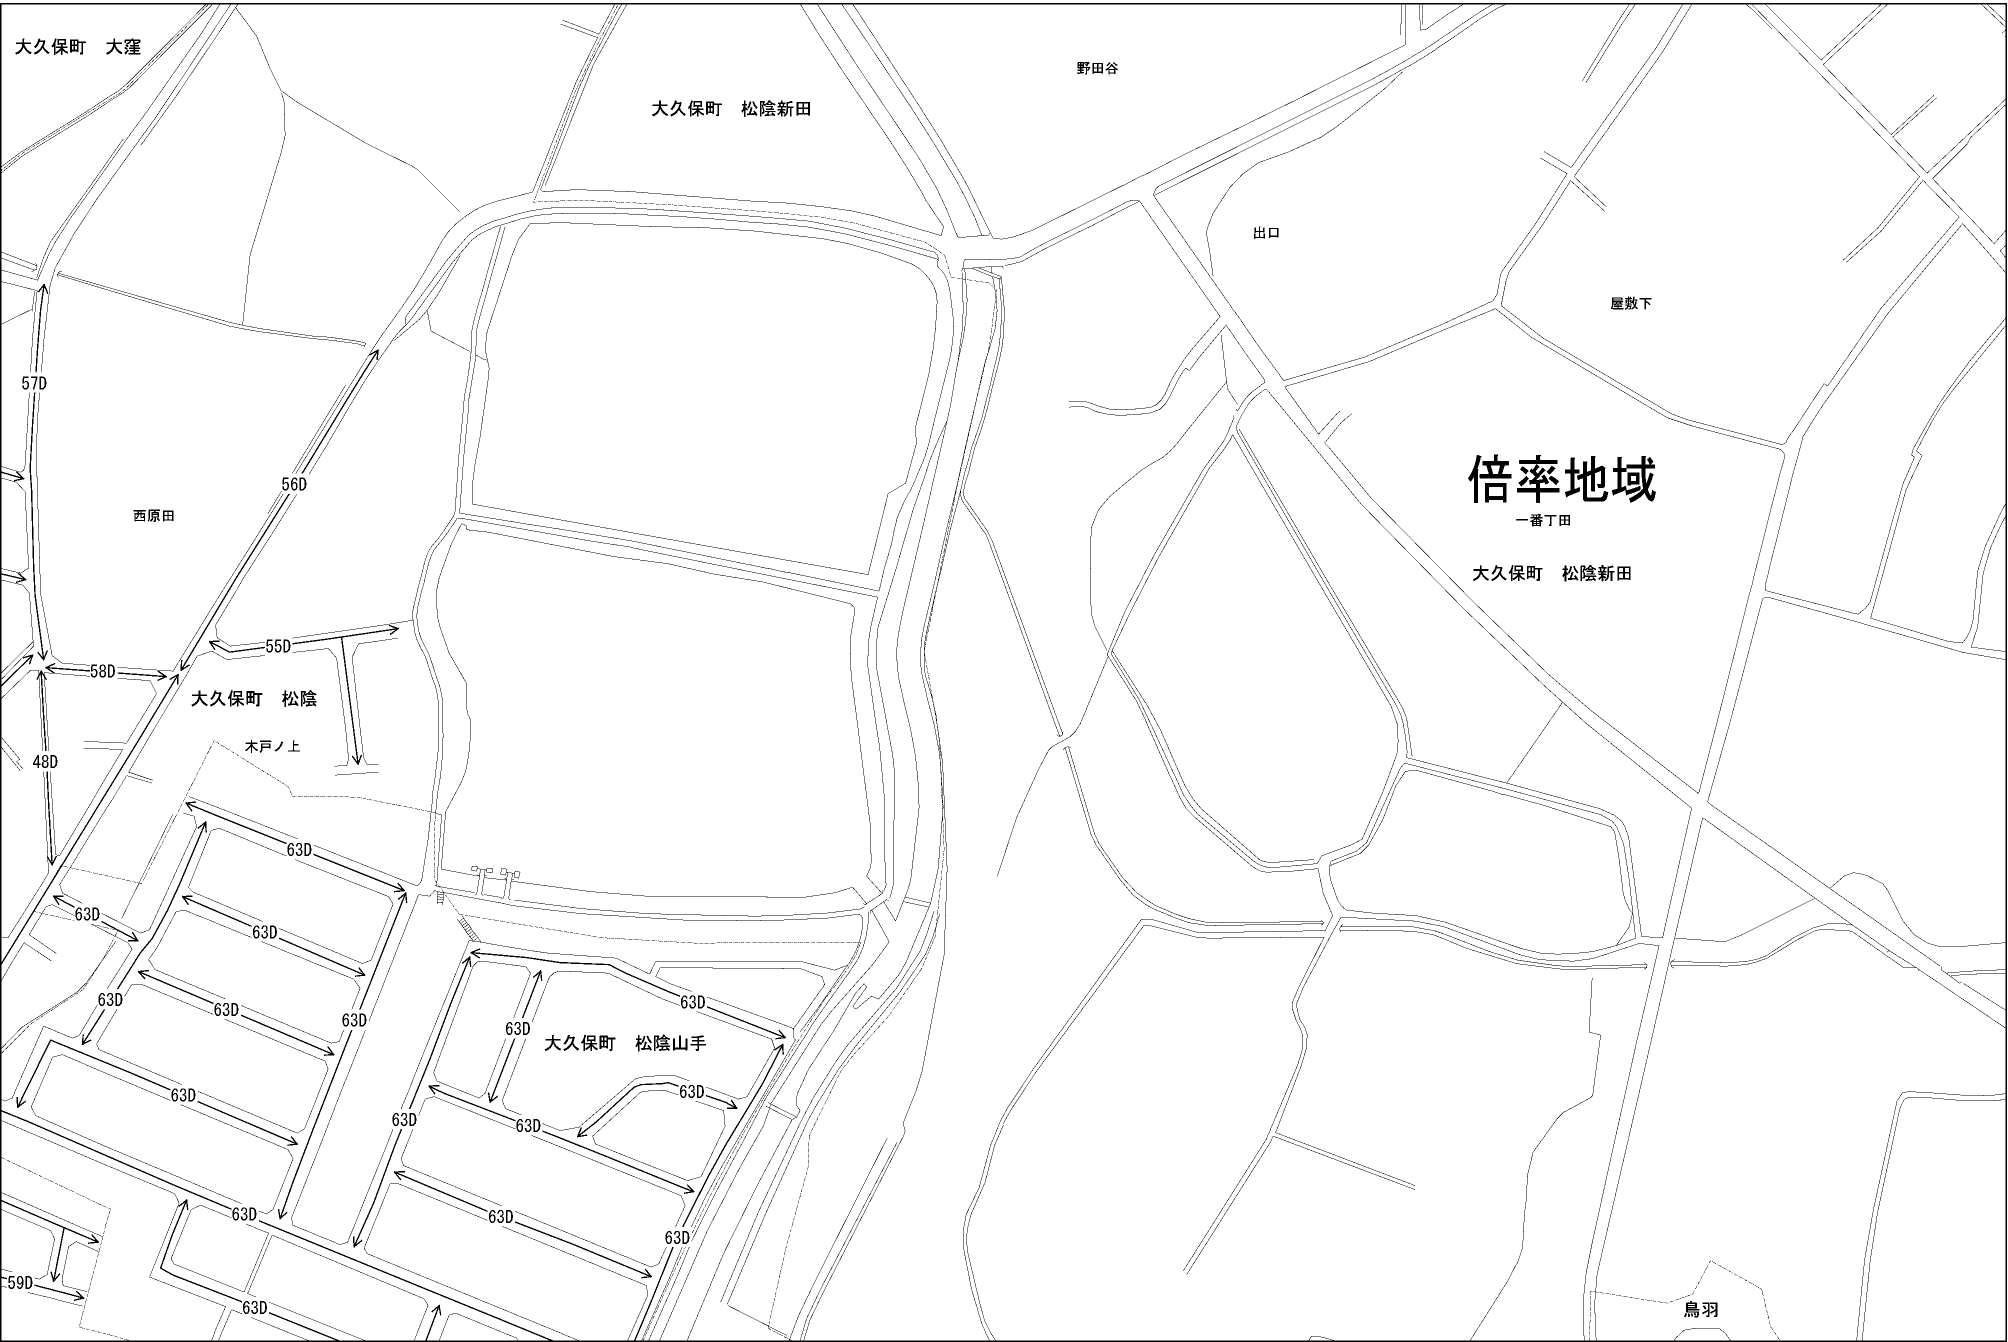 大久保町　大窪
野田谷
大久保町　松陰新田
出口
屋敷下
57D
倍率地域
56D
西原田
一番丁田
大久保町　松陰新田
55D
58D
大久保町　松陰
木戸ノ上
48D
63D
63D
63D
63D
63D
63D
63D
63D
大久保町　松陰山手
63D
63D
63D
63D
63D
63D
63D
63D
59D
63D
鳥羽